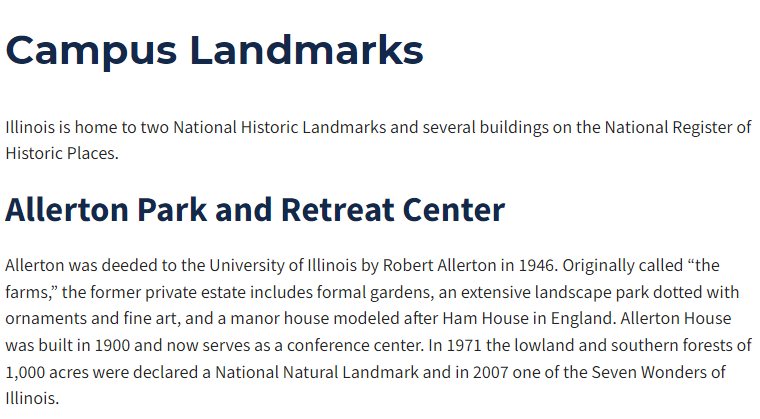 Campus Landmarks
Illinois is home to two National Historic Landmarks and several buildings on the National Register of
Historic Places.
Allerton Park and Retreat Center
Allerton was deeded to the University of Illinois by Robert Allerton in 1946. Originally called “the
farms,” the former private estate includes formal gardens, an extensive landscape park dotted with
ornaments and fine art, and a manor house modeled after Ham House in England. Allerton House
was built in 1900 and now serves as a conference center. In 1971 the lowland and southern forests of
1,000 acres were declared a National Natural Landmark and in 2007 one of the Seven Wonders of
Illinois.